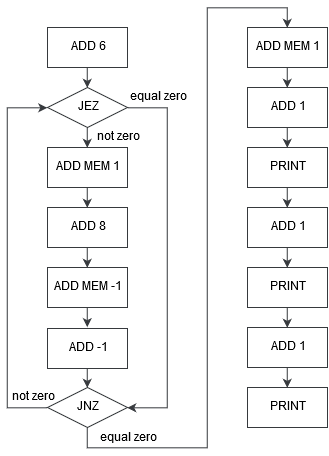 ADD 6
JEZ
equal zero
not zero
ADD MEM 1
ADD 8
ADD MEM -1
ADD -1
not zero
JNZ
equal zero
ADD MEM 1
ADD 1
PRINT
ADD 1
PRINT
ADD 1
PRINT